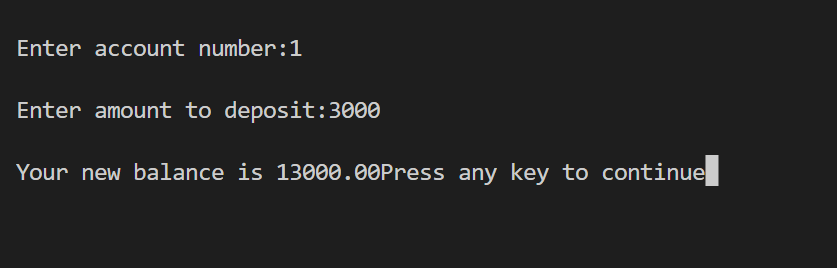 Enter account number:1
Enter amount to deposit:3000
Your new balance is 13000.00Press any key to continue